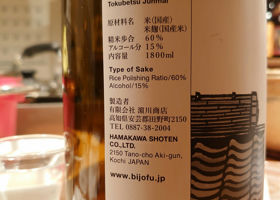 Tokubetsu Junmai
原材料名 米(国産)
米麹(国産米)
精米歩合 60%
アルコール分 15%
内容量 1800ml
Type of Sake
Rice Polishing Ratio/60%
Alcohol/15%
製造者
有限会社 濵川商店
高知県安芸郡田野町2150
TEL 0887-38-2004
HAMAKAWA SHOTEN
CO.,LTD.
2150 Tano-cho Aki-gun,
Kochi JAPAN
www.bijofu.jp